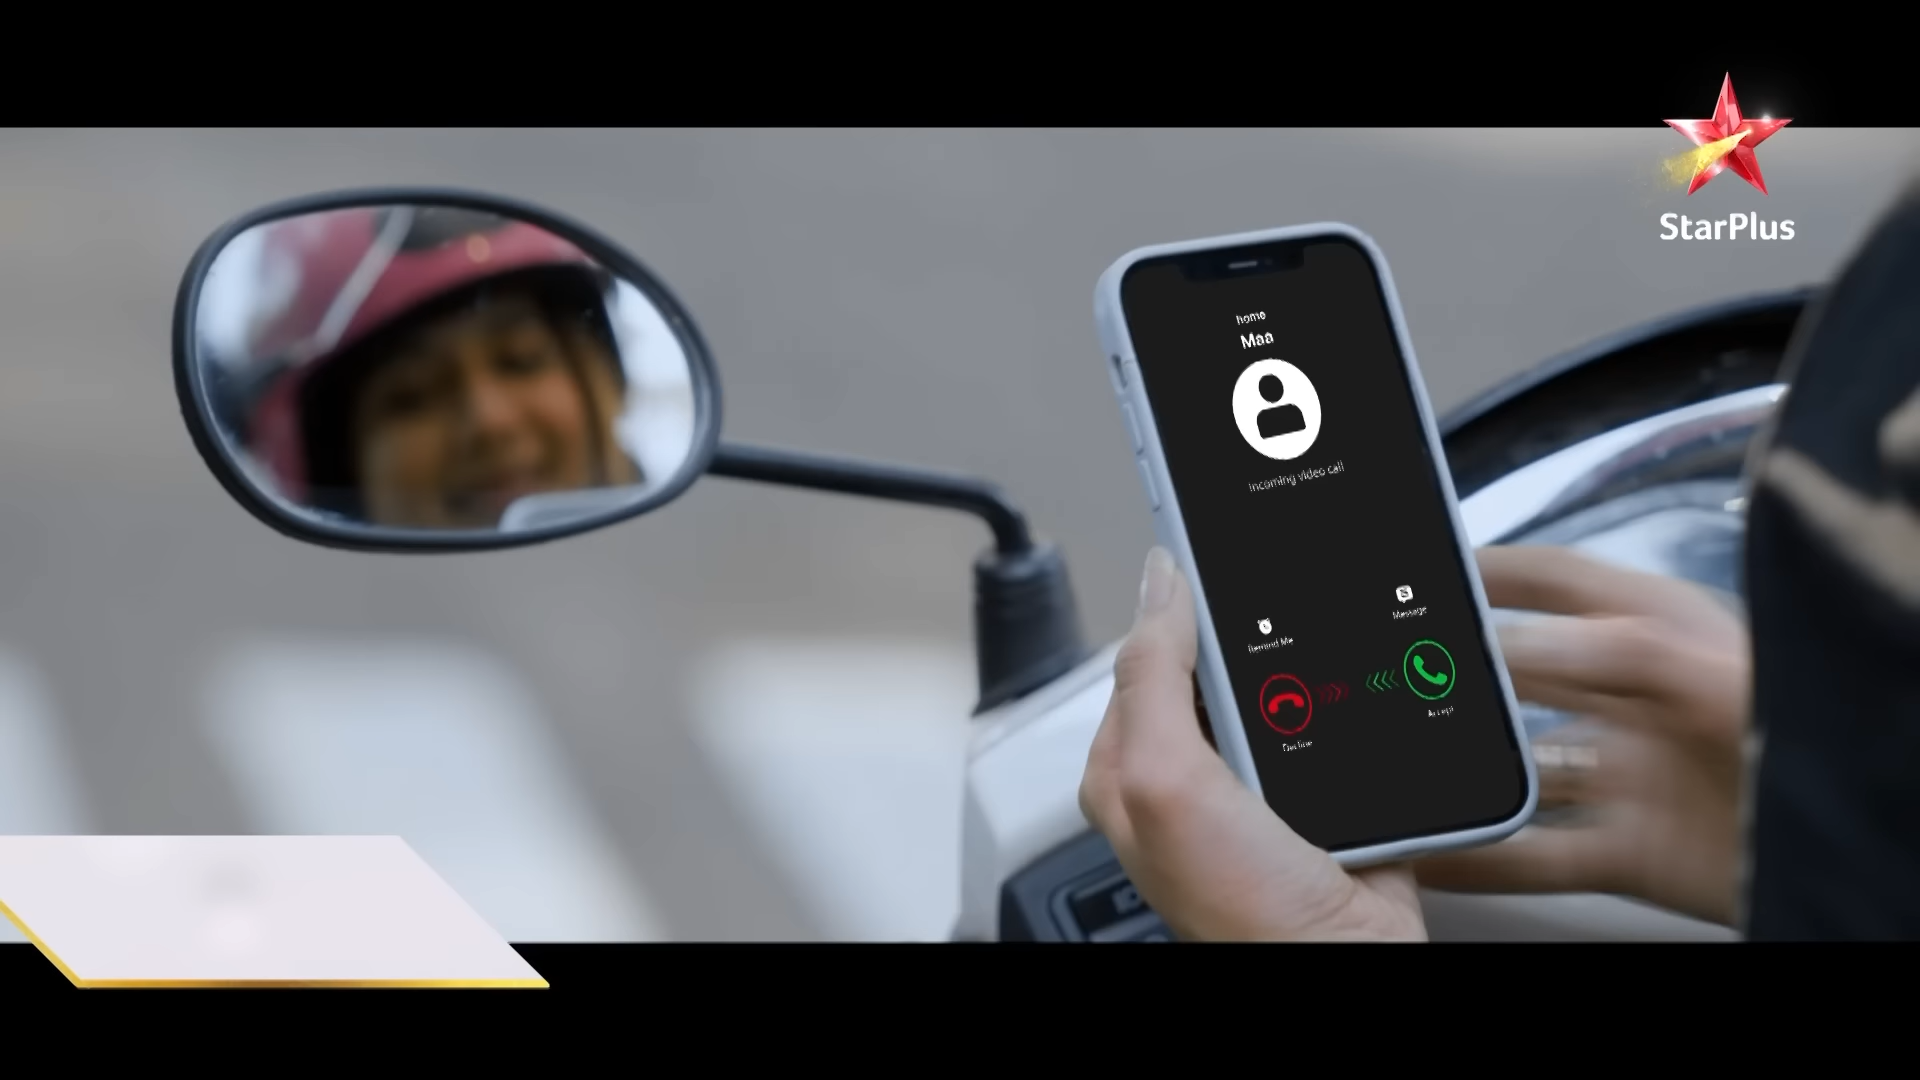 StarPlus
home
Maa
Incoming video call
Message
Remind Me
Accept
Decline